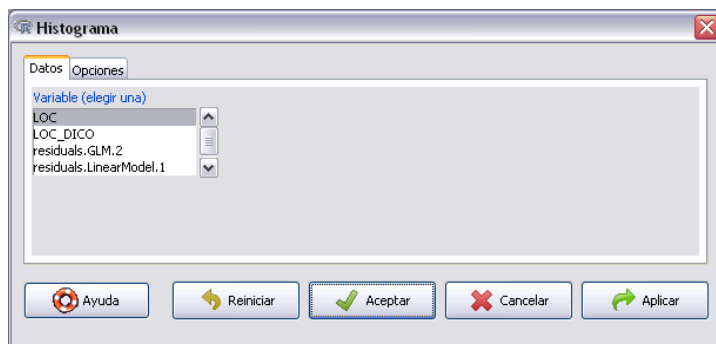 Histograma
Datos Opciones
Variable (elegir una)
LOC
LOC_DICO
residuals.GLM.2
residuals.LinearModel.1
Ayuda Reiniciar Aceptar Cancelar Aplicar